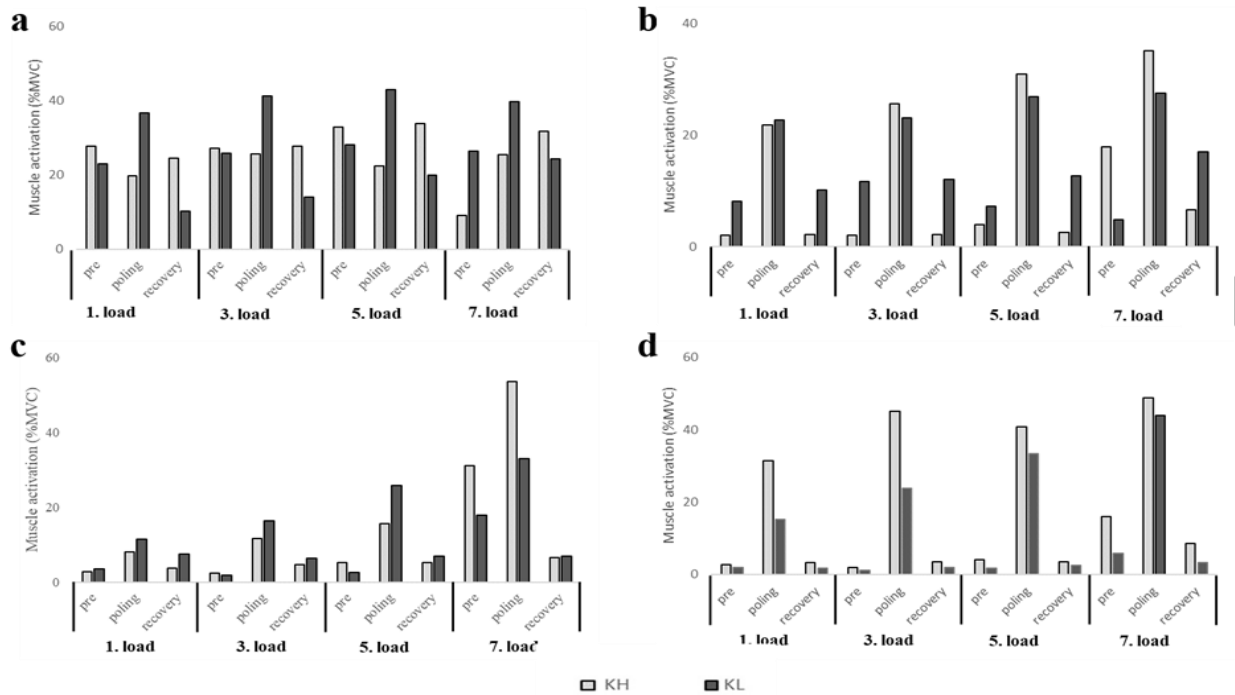 a
60
40
20
0
Muscle activation (%MVC)
pre poling recovery pre poling recovery pre poling recovery pre poling recovery
1. load 3. load 5. load 7. load
b
40
20
0
Muscle activation (%MVC)
pre poling recovery pre poling recovery pre poling recovery pre poling recovery
1. load 3. load 5. load 7. load
c
60
40
20
0
Muscle activation (%MVC)
pre poling recovery pre poling recovery pre poling recovery pre poling recovery
1. load 3. load 5. load 7. load
d
60
40
20
0
Muscle activation (%MVC)
pre poling recovery pre poling recovery pre poling recovery pre poling recovery
1. load 3. load 5. load 7. load
KH KL